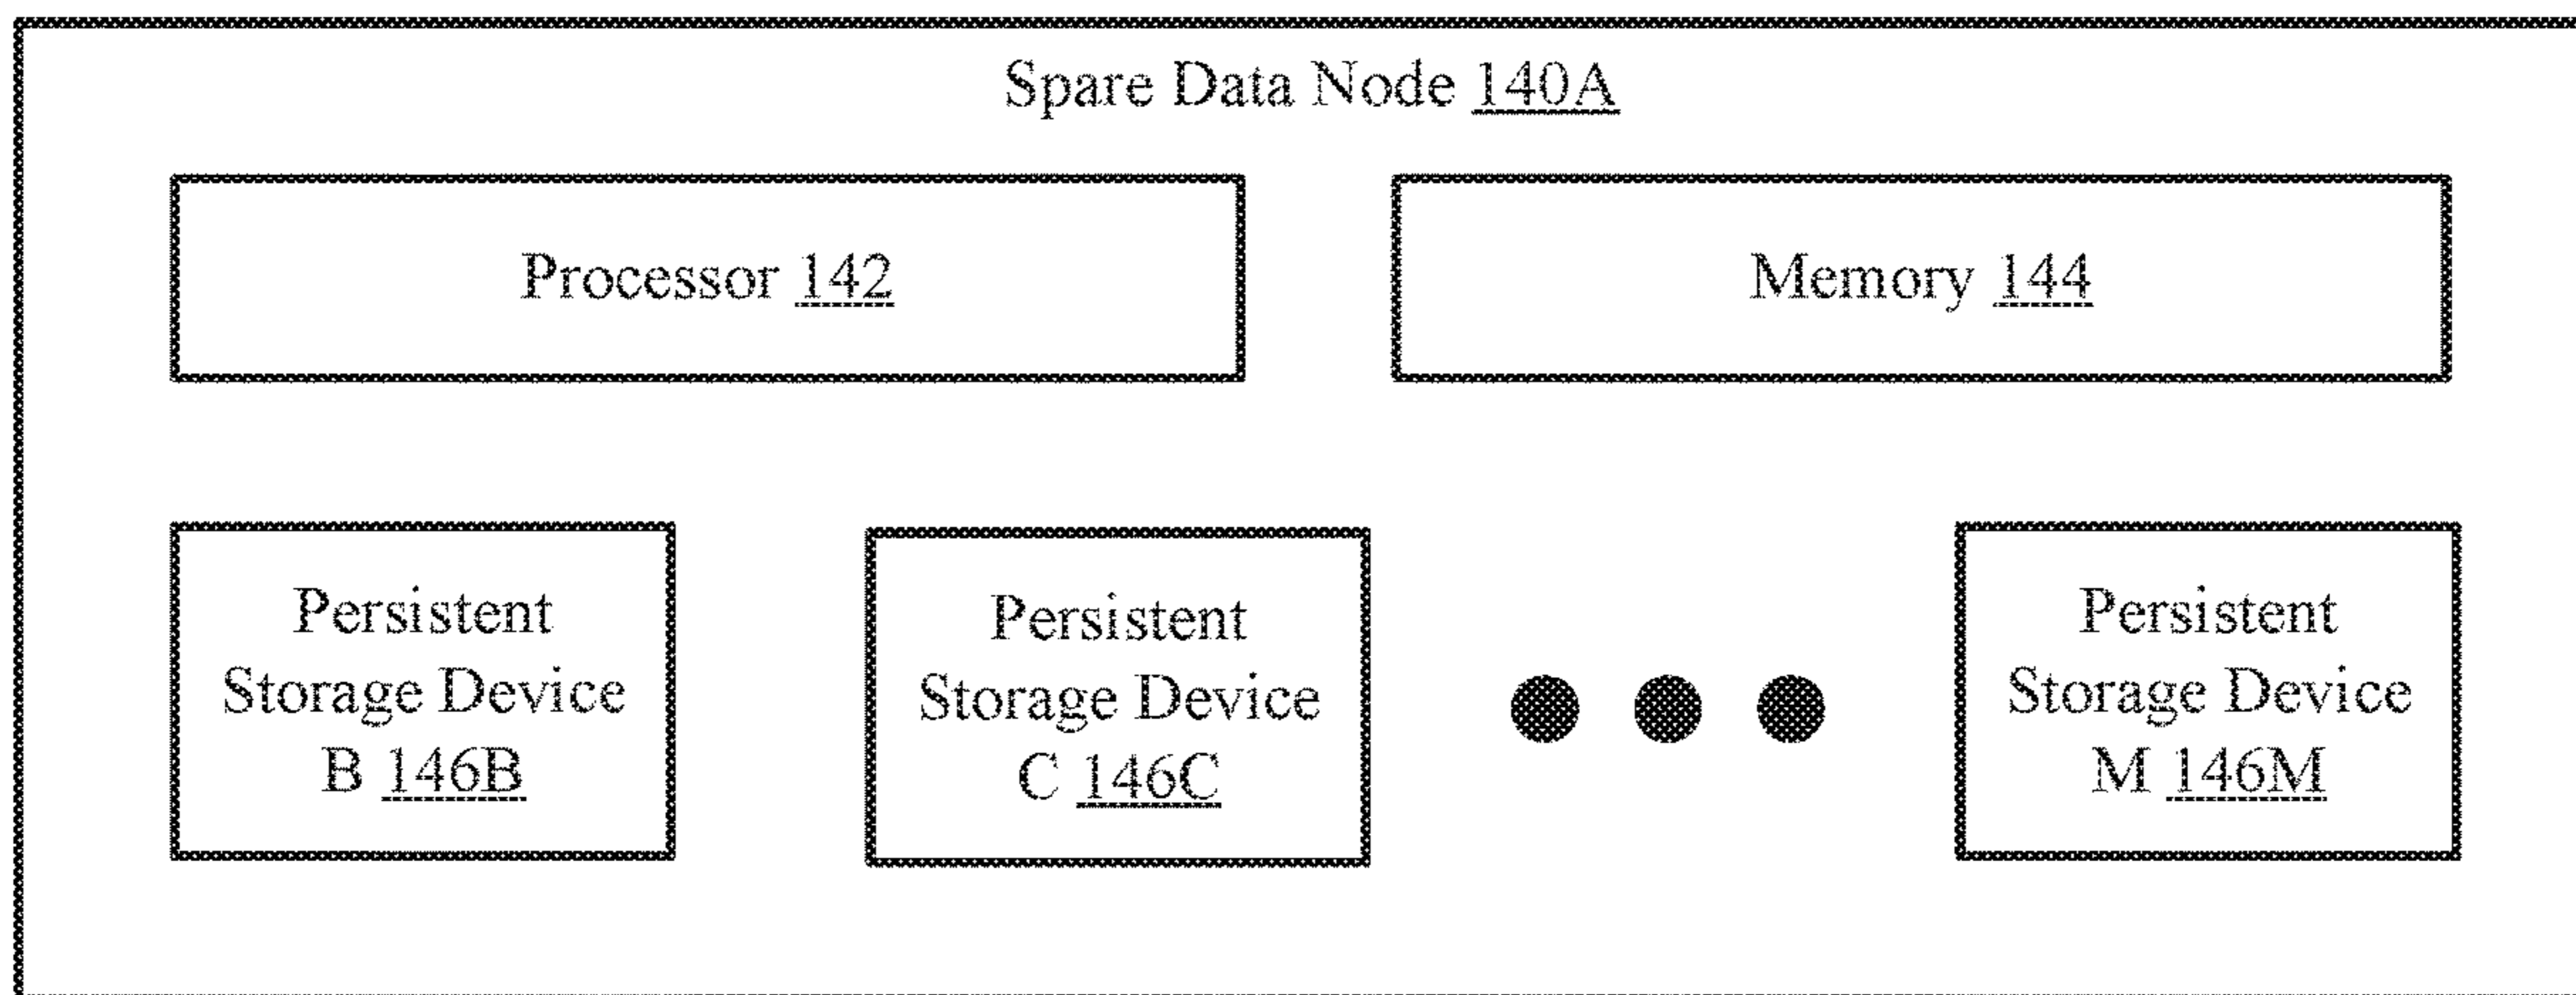 Spare Data Node 140A
Processor 142
Memory 144
Persistent
Storage Device
B 146B
Persistent
Storage Device
C 146C
Persistent
Storage Device
M 146M